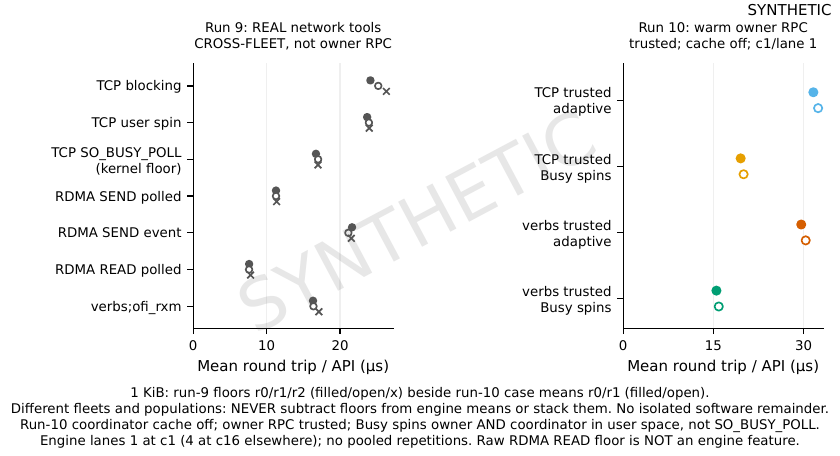 SYNTHETIC
Run 9: REAL network tools
CROSS-FLEET, not owner RPC
TCP blocking
TCP user spin
TCP SO_BUSY_POLL
(kernel floor)
RDMA SEND polled
RDMA SEND event
RDMA READ polled
verbs;ofi_rxm
10
20
Mean round trip / API (µs)
Run 10: warm owner RPC
trusted; cache off; c1/lane 1
TCP trusted
adaptive
TCP trusted
Busy spins
verbs trusted
adaptive
verbs trusted
Busy spins
0
15
30
Mean round trip / API (µs)
SYNTHETIC
1 KiB: run-9 floors r0/r1/r2 (filled/open/x) beside run-10 case means r0/r1 (filled/open).
Different fleets and populations: NEVER subtract floors from engine means or stack them. No isolated software remainder.
Run-10 coordinator cache off; owner RPC trusted; Busy spins owner AND coordinator in user space, not SO_BUSY_POLL.
Engine lanes 1 at c1 (4 at c16 elsewhere); no pooled repetitions. Raw RDMA READ floor is NOT an engine feature.